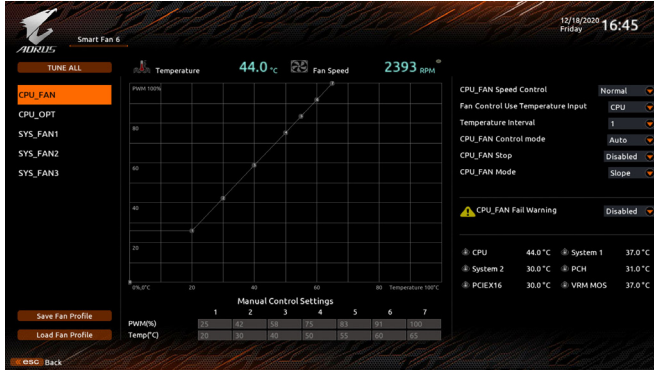 12/18/2020
Friday 16:45
AORUS
Smart Fan 6
TUNE ALL
Temperature 44.0 °C Fan Speed 2393 RPM
CPU_FAN
CPU_OPT
SYS_FAN1
SYS_FAN2
SYS_FAN3
PWM 100%
80
60
40
20
0%,0°C 20 40 60 80 Temperature 100°C
CPU_FAN Speed Control Normal
Fan Control Use Temperature Input CPU
Temperature Interval 1
CPU_FAN Control mode Auto
CPU_FAN Stop Disabled
CPU_FAN Mode Slope
CPU_FAN Fail Warning Disabled
CPU 44.0°C System 1 37.0°C
System 2 30.0°C PCH 31.0°C
PCIEX16 30.0°C VRM MOS 37.0°C
Manual Control Settings
1 2 3 4 5 6 7
PWM(%) 25 42 58 75 83 91 100
Temp(°C) 20 30 40 50 55 60 65
Save Fan Profile
Load Fan Profile
esc Back